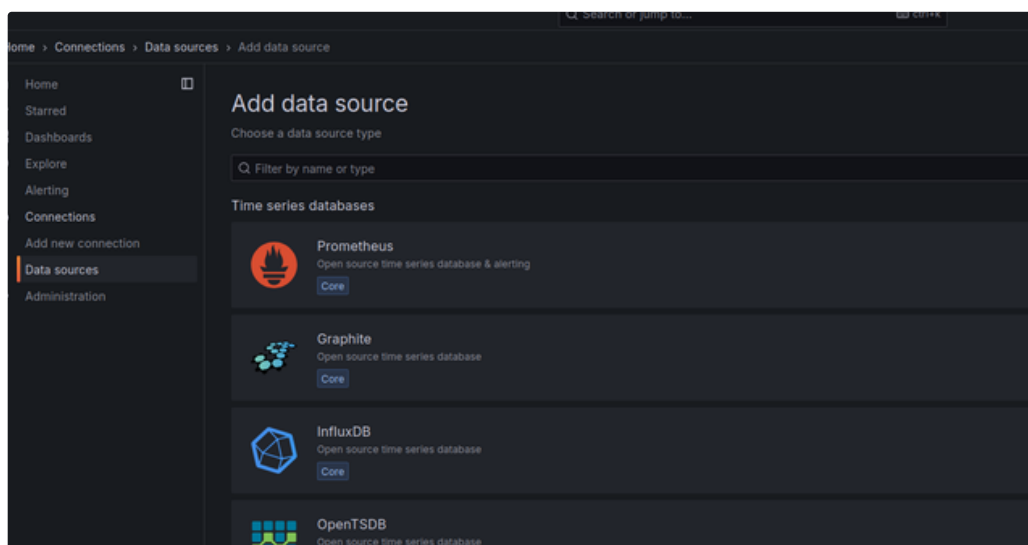 Search or jump to... ctrl+k
Home › Connections › Data sources › Add data source
Home
Starred
Dashboards
Explore
Alerting
Connections
Add new connection
Data sources
Administration
Add data source
Choose a data source type
Filter by name or type
Time series databases
Prometheus
Open source time series database & alerting
Core
Graphite
Open source time series database
Core
InfluxDB
Open source time series database
Core
OpenTSDB
Open source time series database